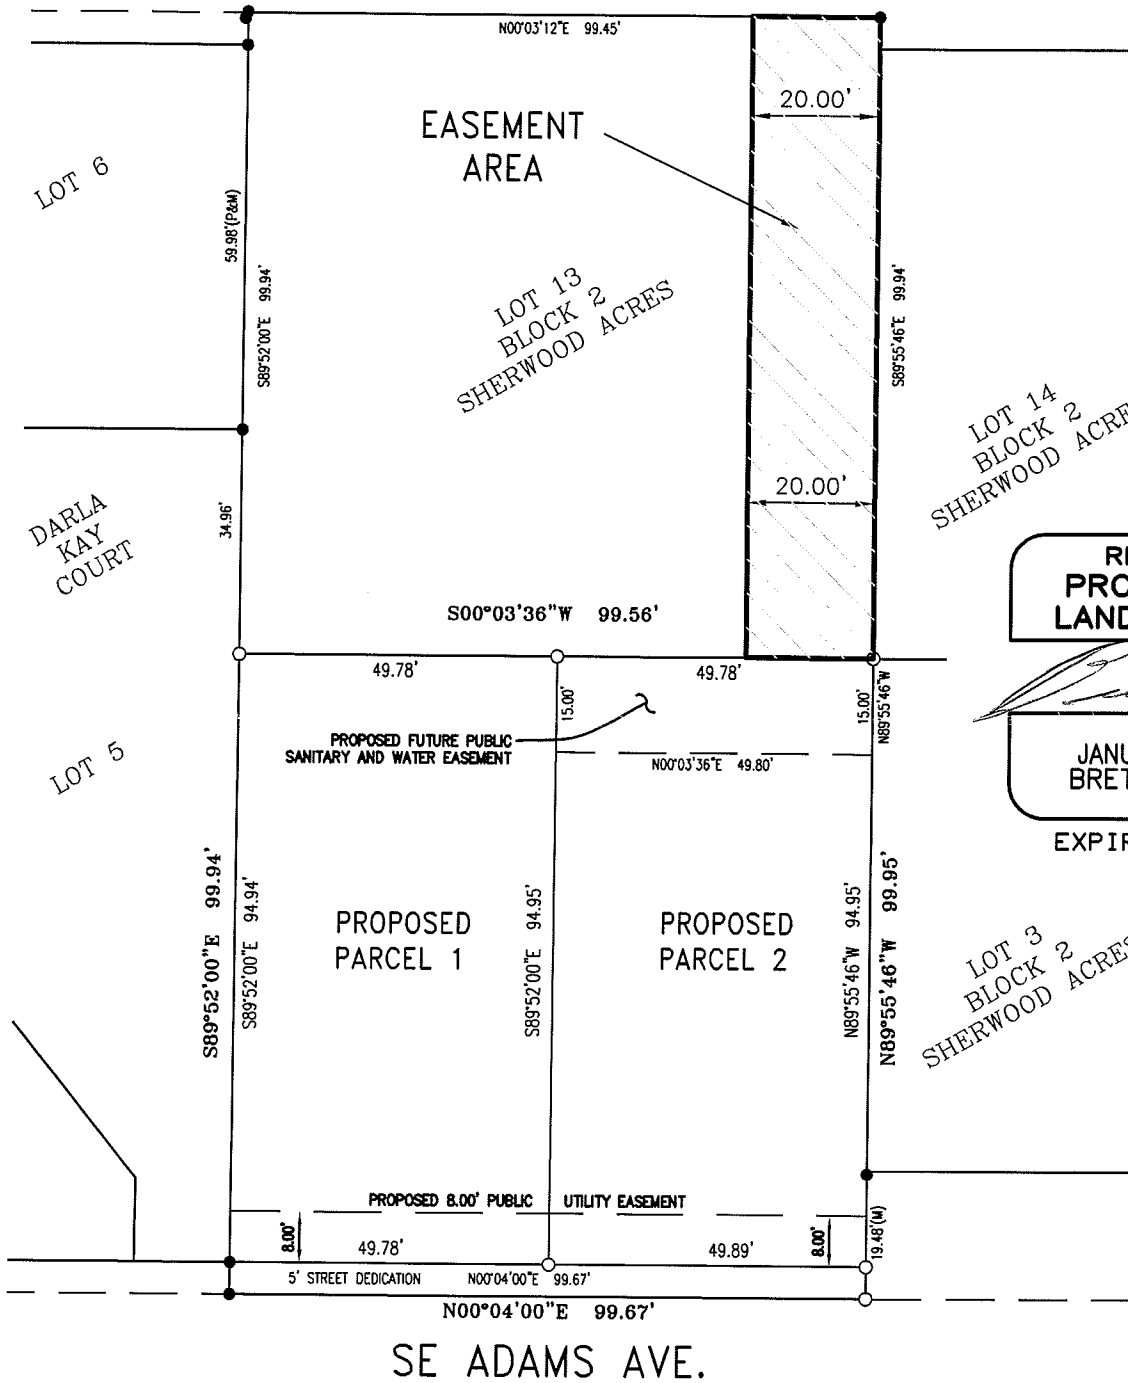 N00°03'12"E 99.45'
20.00'
EASEMENT
AREA
LOT 6
59.98'(P&M)
S89°52'00"E 99.94'
LOT 13
BLOCK 2
SHERWOOD ACRES
S89°55'46"E 99.94'
LOT 14
BLOCK 2
SHERWOOD ACRE
20.00'
DARLA
KAY
COURT
34.96'
S00°03'36"W 99.56'
49.78'
49.78'
15.00'
15.00'
N89°55'46"W
PROPOSED FUTURE PUBLIC
SANITARY AND WATER EASEMENT
N00°03'36"E 49.80'
PRO
LAND
JANU
BRET
EXPIR
LOT 5
S89°52'00"E 99.94'
S89°52'00"E 94.94'
PROPOSED
PARCEL 1
S89°52'00"E 94.95'
PROPOSED
PARCEL 2
N89°55'46"W 94.95'
N89°55'46"W 99.95'
LOT 3
BLOCK 2
SHERWOOD ACRES
PROPOSED 8.00' PUBLIC UTILITY EASEMENT
8.00'
49.78'
49.89'
8.00'
19.48'(M)
5' STREET DEDICATION N00°04'00"E 99.67'
N00°04'00"E 99.67'
SE ADAMS AVE.